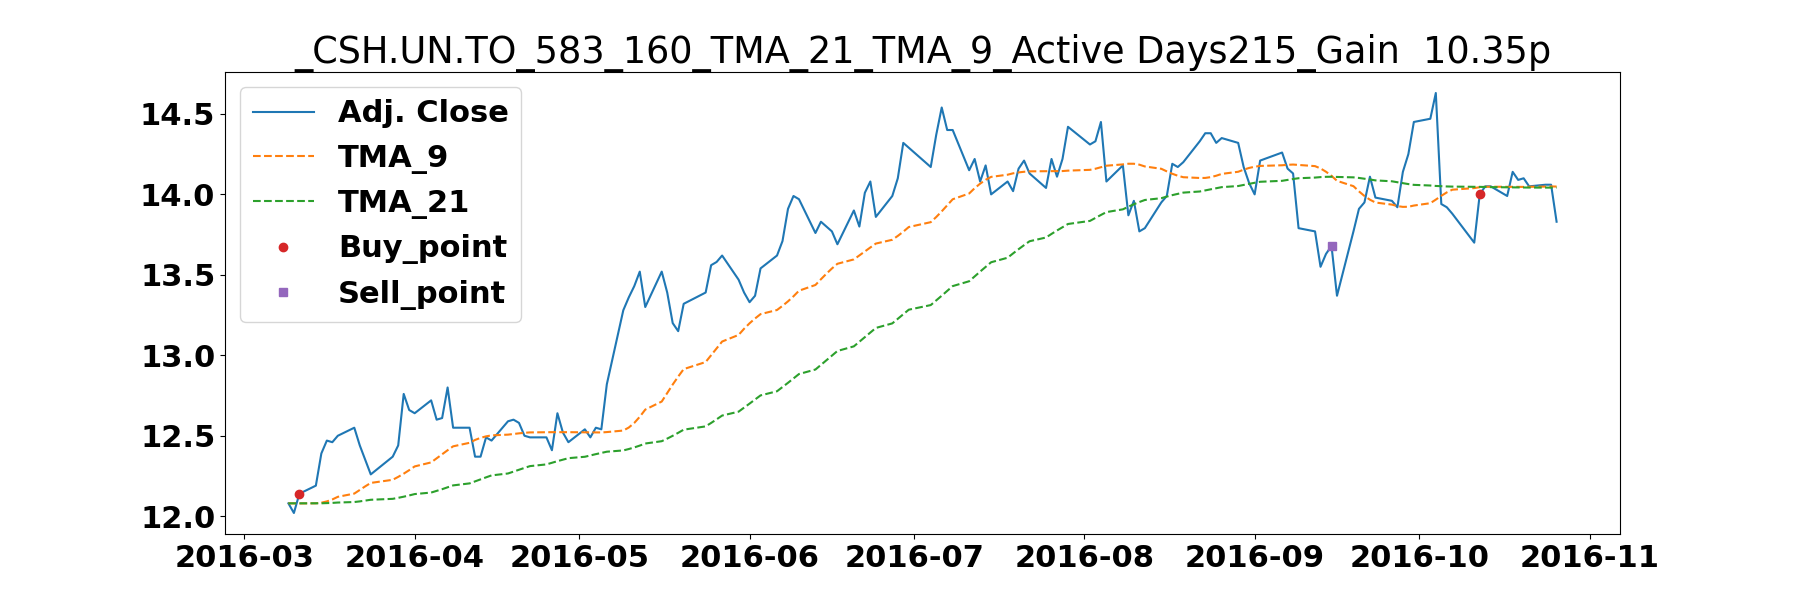 _CSH.UN.TO_583_160_TMA_21_TMA_9_Active Days215_Gain  10.35p
Adj. Close
TMA_9
TMA_21
Buy_point
Sell_point
14.5
14.0
13.5
13.0
12.5
12.0
2016-03 2016-04 2016-05 2016-06 2016-07 2016-08 2016-09 2016-10 2016-11